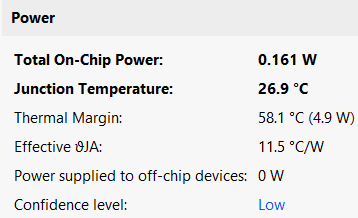 Power
Total On-Chip Power: 0.161 W
Junction Temperature: 26.9 °C
Thermal Margin: 58.1 °C (4.9 W)
Effective ϑJA: 11.5 °C/W
Power supplied to off-chip devices: 0 W
Confidence level: Low